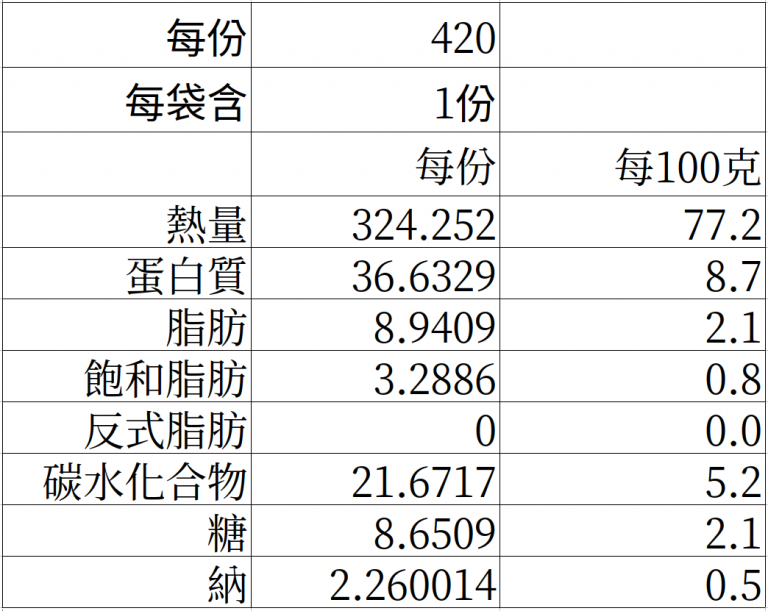 每份 420
每袋含 1份
每份 每100克
熱量 324.252 77.2
蛋白質 36.6329 8.7
脂肪 8.9409 2.1
飽和脂肪 3.2886 0.8
反式脂肪 0 0.0
碳水化合物 21.6717 5.2
糖 8.6509 2.1
納 2.260014 0.5